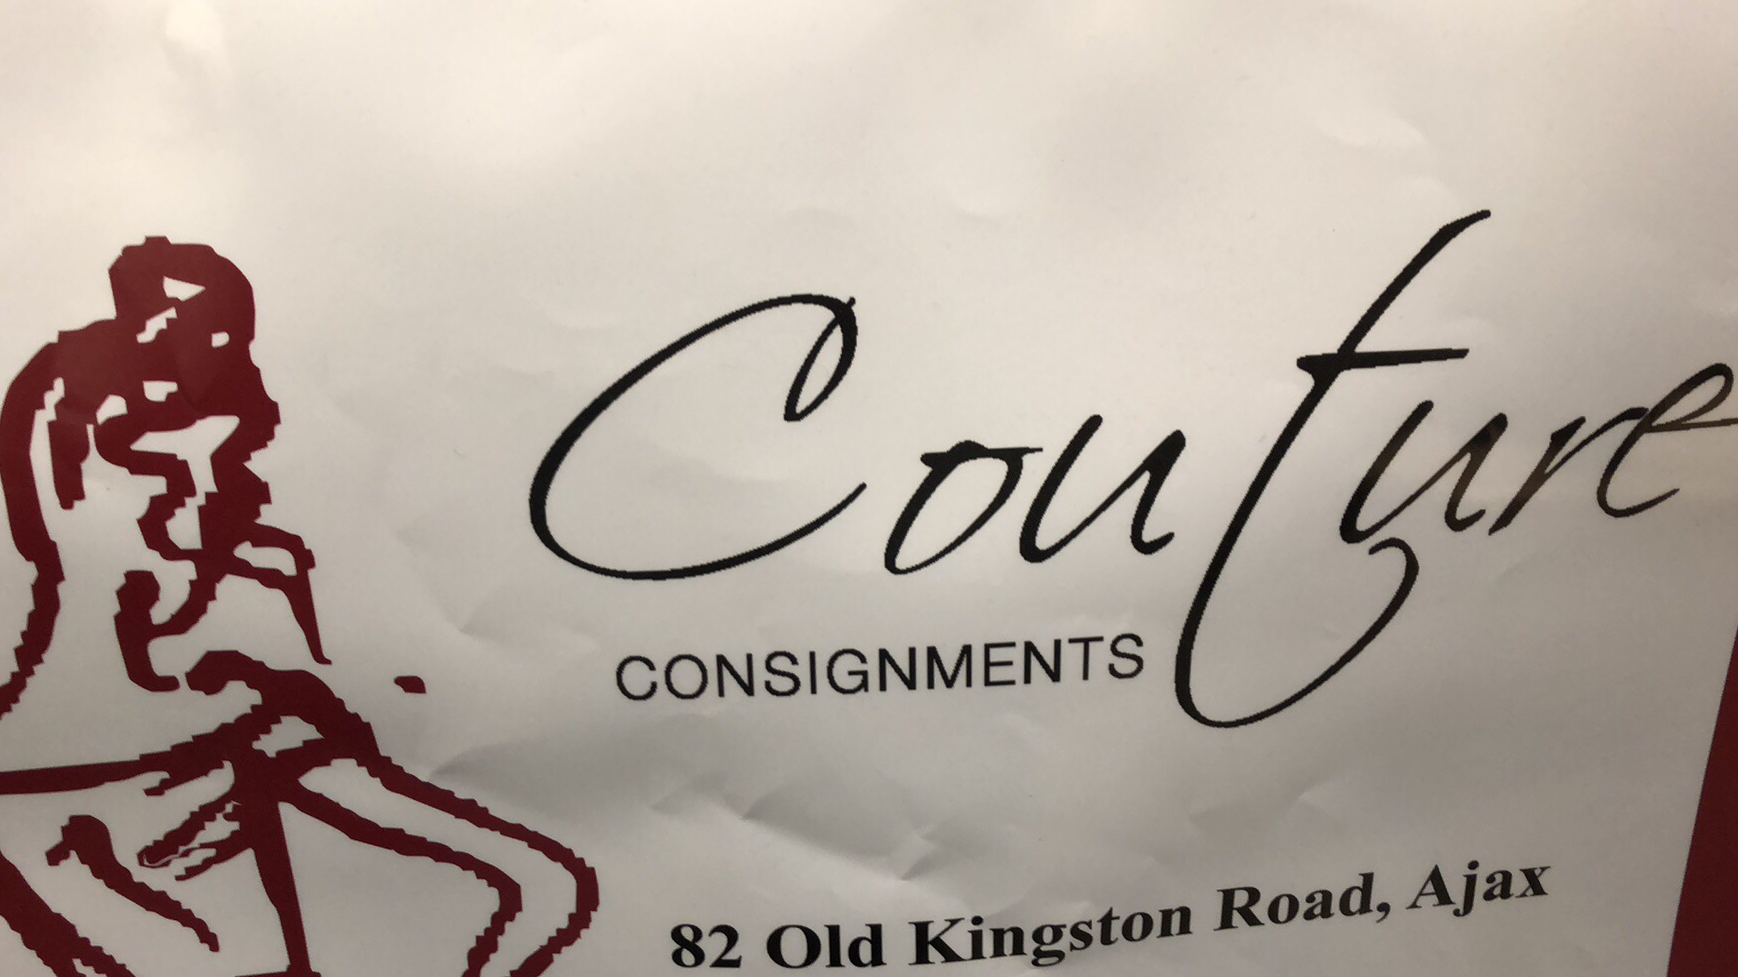 Couture
CONSIGNMENTS
82 Old Kingston Road, Ajax